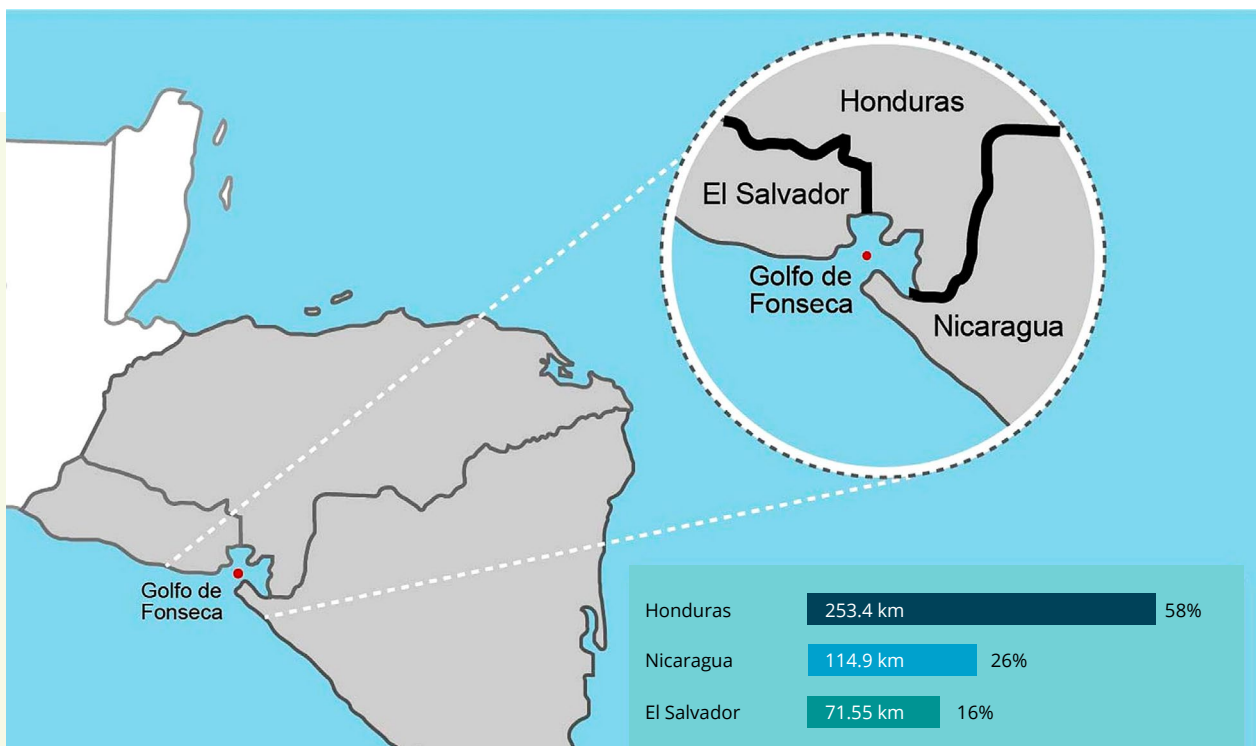 Honduras
El Salvador
Golfo de
Fonseca
Nicaragua
Golfo de
Fonseca
Honduras 253.4 km 58%
Nicaragua 114.9 km 26%
El Salvador 71.55 km 16%